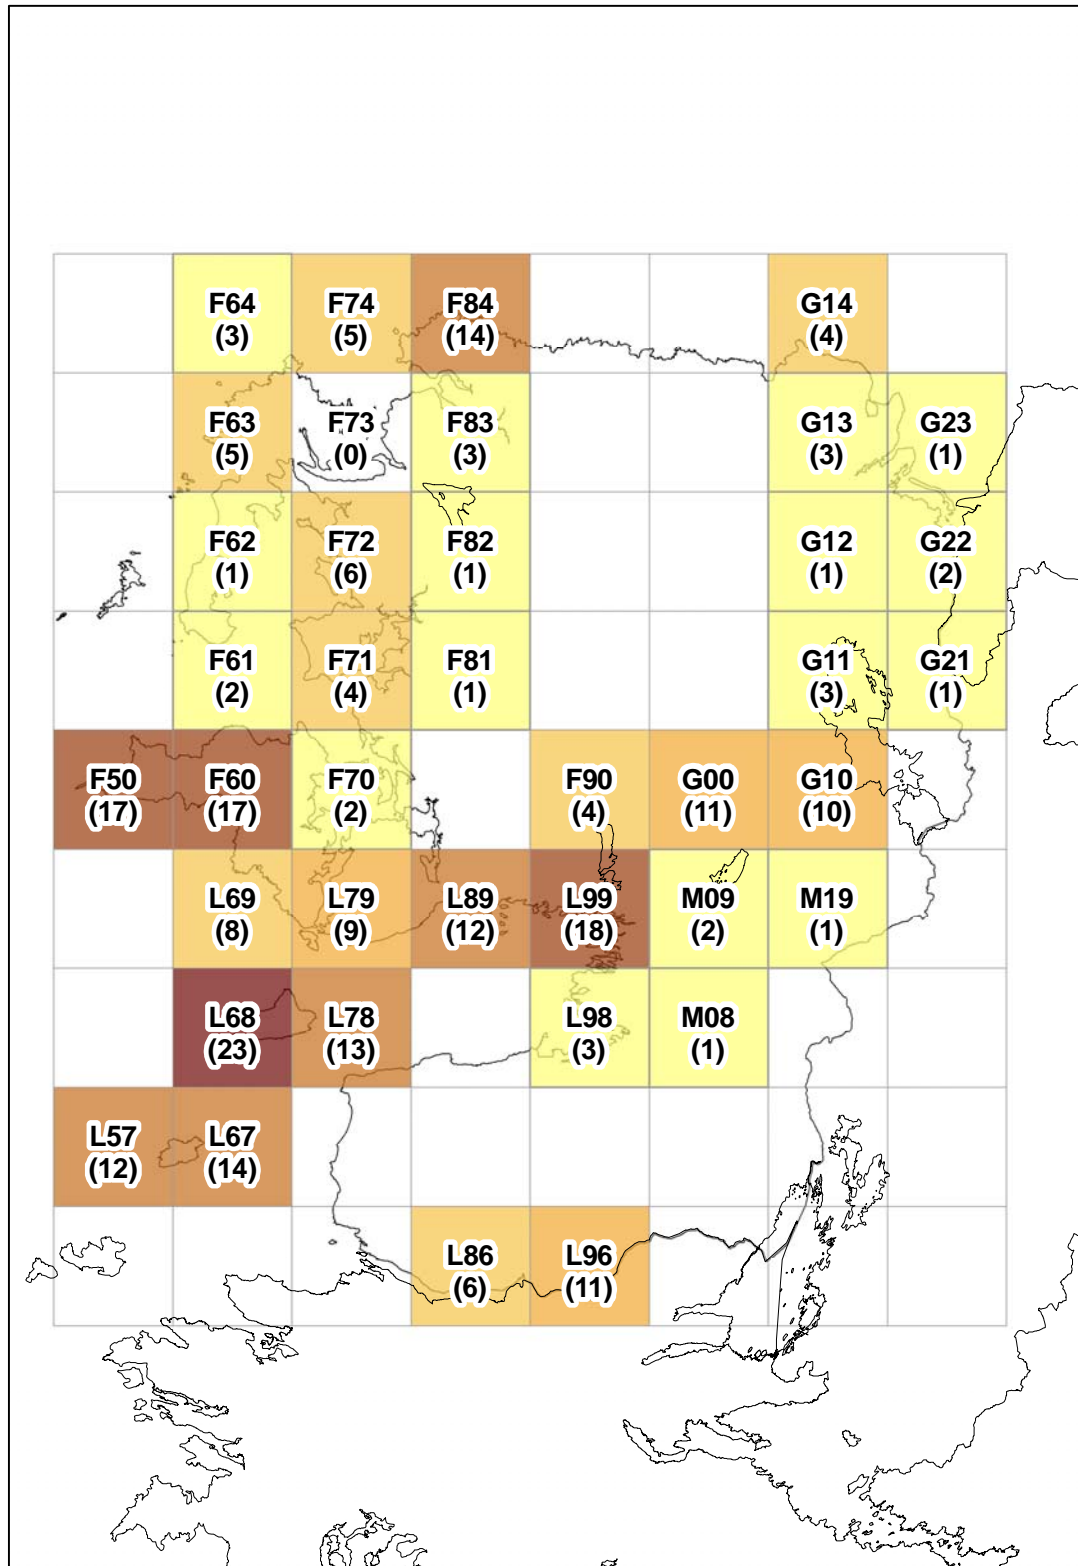 F64 F74 F84 G14
(3) (5) (14) (4)
F63 F73 F83 G13 G23
(5) (0) (3) (3) (1)
F62 F72 F82 G12 G22
(1) (6) (1) (1) (2)
F61 F71 F81 G11 G21
(2) (4) (1) (3) (1)
F50 F60 F70 F90 G00 G10
(17) (17) (2) (4) (11) (10)
L69 L79 L89 L99 M09 M19
(8) (9) (12) (18) (2) (1)
L68 L78 L98 M08
(23) (13) (3) (1)
L57 L67
(12) (14)
L86 L96
(6) (11)